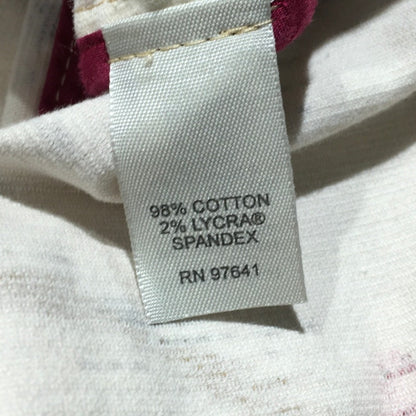 98% COTTON
2% LYCRA®
SPANDEX
RN 97641